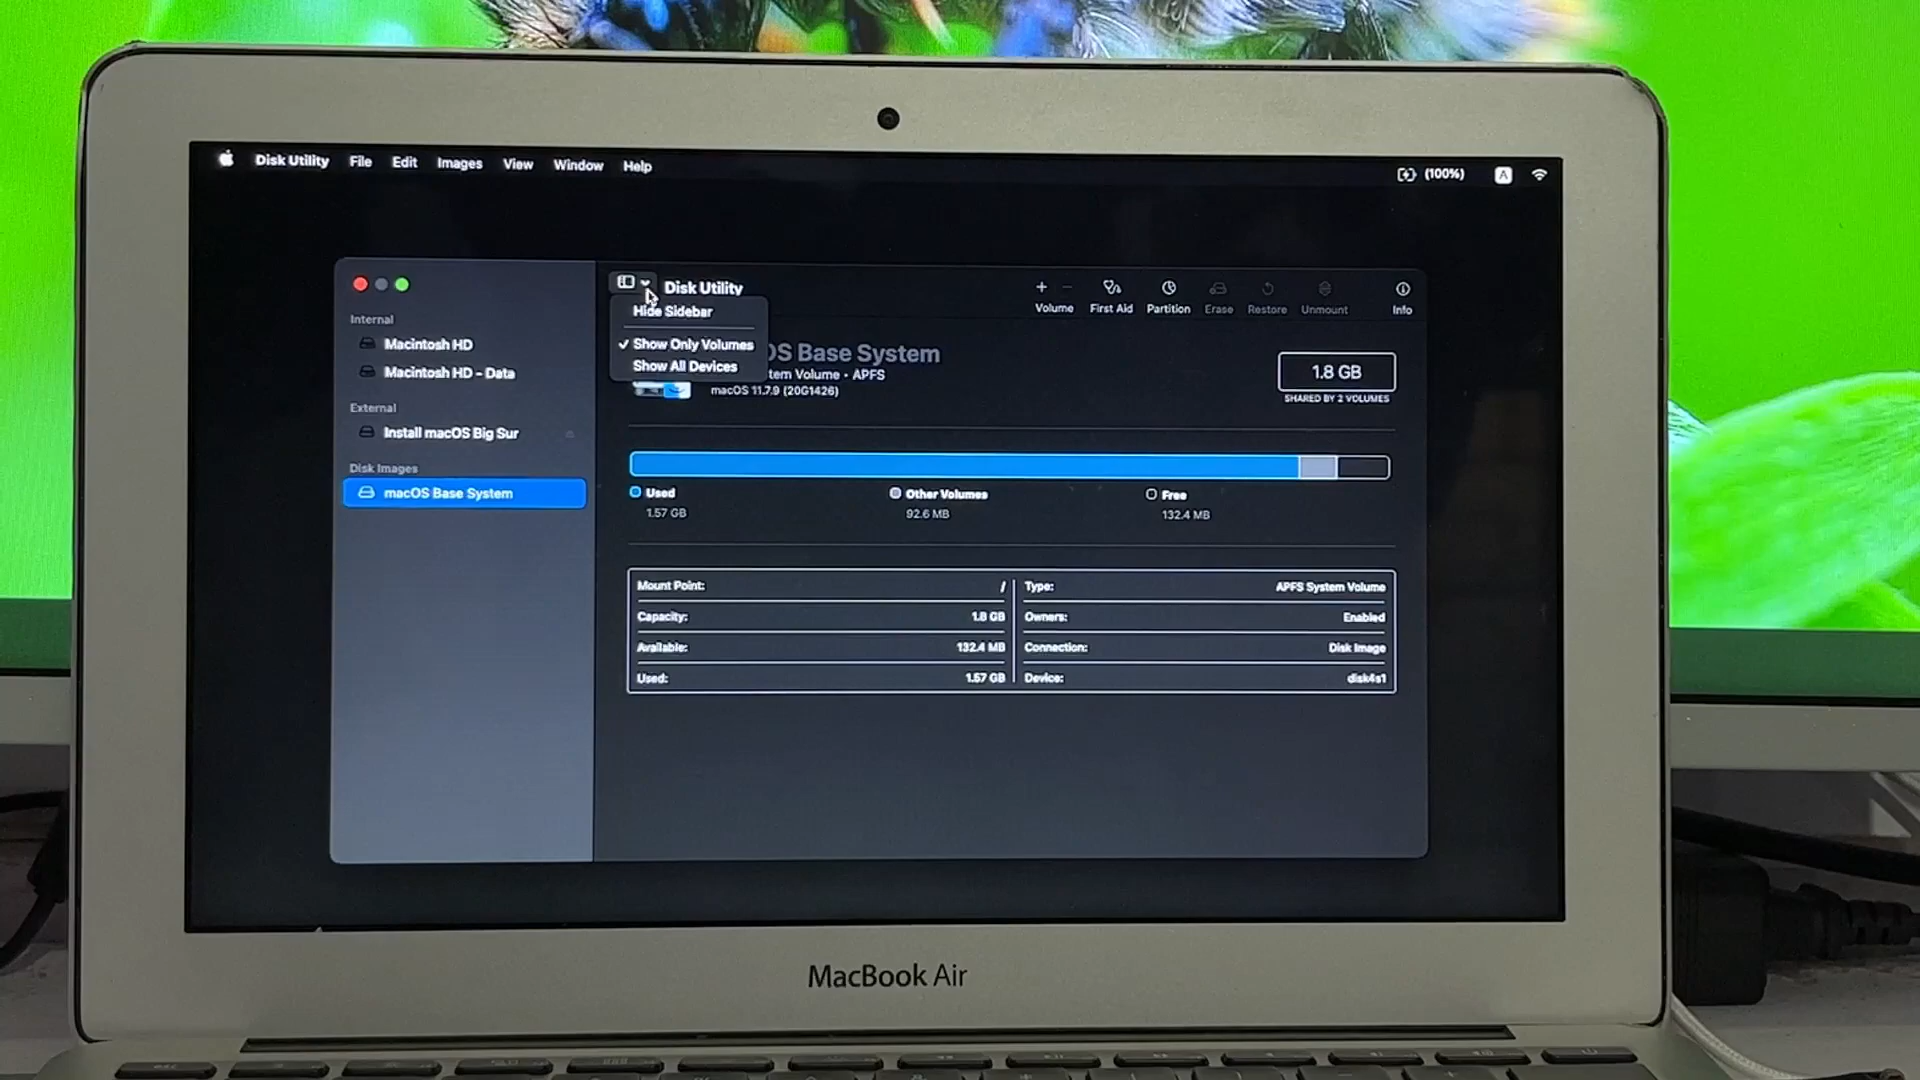 Disk Utility File Edit Images View Window Help
(100%) A
Disk Utility
Volume First Aid Partition Erase Restore Unmount Info
Hide Sidebar
Show Only Volumes
Show All Devices
Internal
Macintosh HD
Macintosh HD - Data
External
Install macOS Big Sur
Disk Images
macOS Base System
OS Base System
tem Volume • APFS
macOS 11.7.9 (20G1426)
1.8 GB
SHARED BY 2 VOLUMES
Used
1.57 GB
Other Volumes
92.6 MB
Free
132.4 MB
Mount Point: /
Type: APFS System Volume
Capacity: 1.8 GB
Owners: Enabled
Available: 132.4 MB
Connection: Disk Image
Used: 1.57 GB
Device: disk4s1
MacBook Air